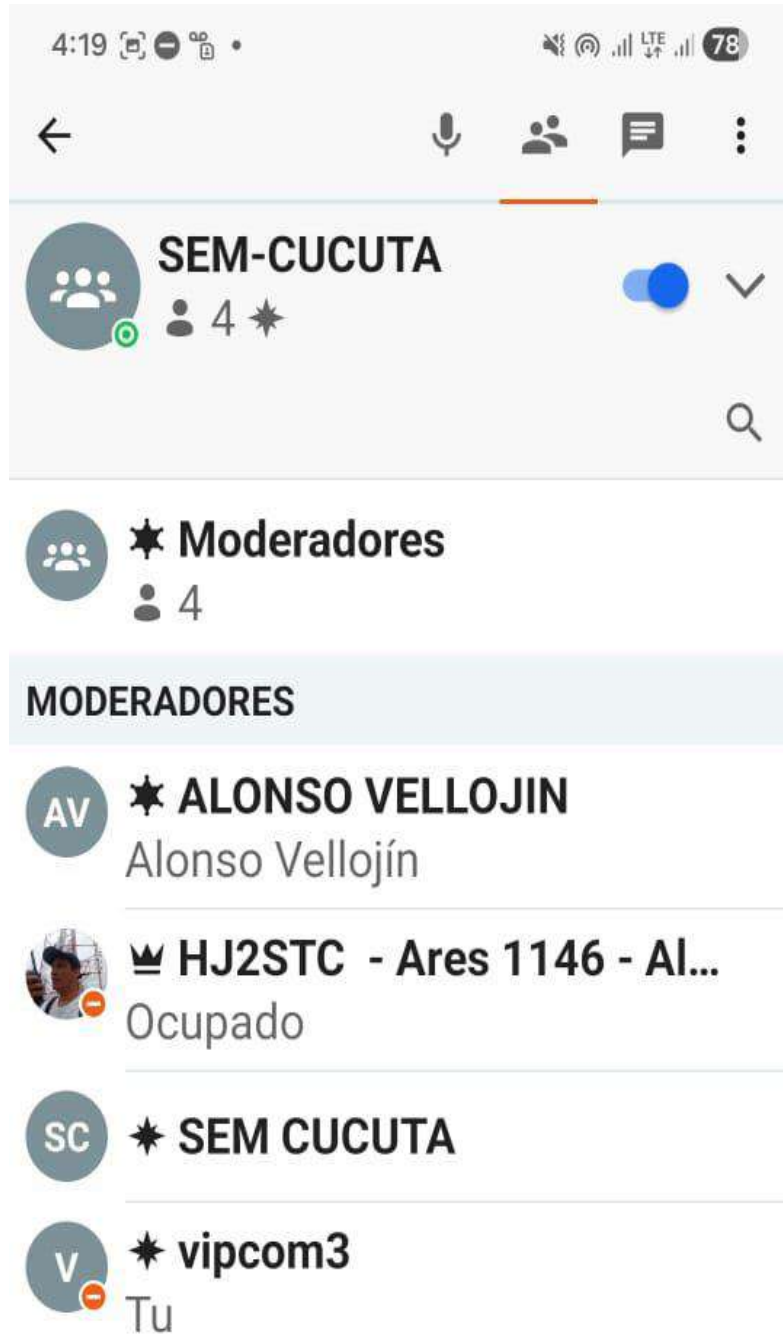 4:19 LTE 78
SEM-CUCUTA
4
Moderadores
4
MODERADORES
AV ALONSO VELLOJIN
Alonso Vellojín
HJ2STC - Ares 1146 - Al...
Ocupado
SC SEM CUCUTA
V vipcom3
Tu